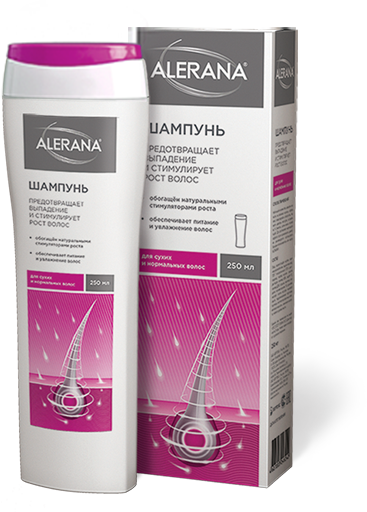 ALERANA
ШАМПУНЬ
ПРЕДОТВРАЩАЕТ
ВЫПАДЕНИЕ
И СТИМУЛИРУЕТ
РОСТ ВОЛОС
• обогащён натуральными
стимуляторами роста
• обеспечивает питание
и увлажнение волос
для сухих
и нормальных волос
250 мл
ALERANA®
ШАМПУНЬ
ПРЕДОТВРАЩАЕТ
ВЫПАДЕНИЕ
И СТИМУЛИРУЕТ
РОСТ ВОЛОС
• обогащён натуральными
стимуляторами роста
• обеспечивает питание
и увлажнение волос
для сухих
и нормальных волос
250 мл